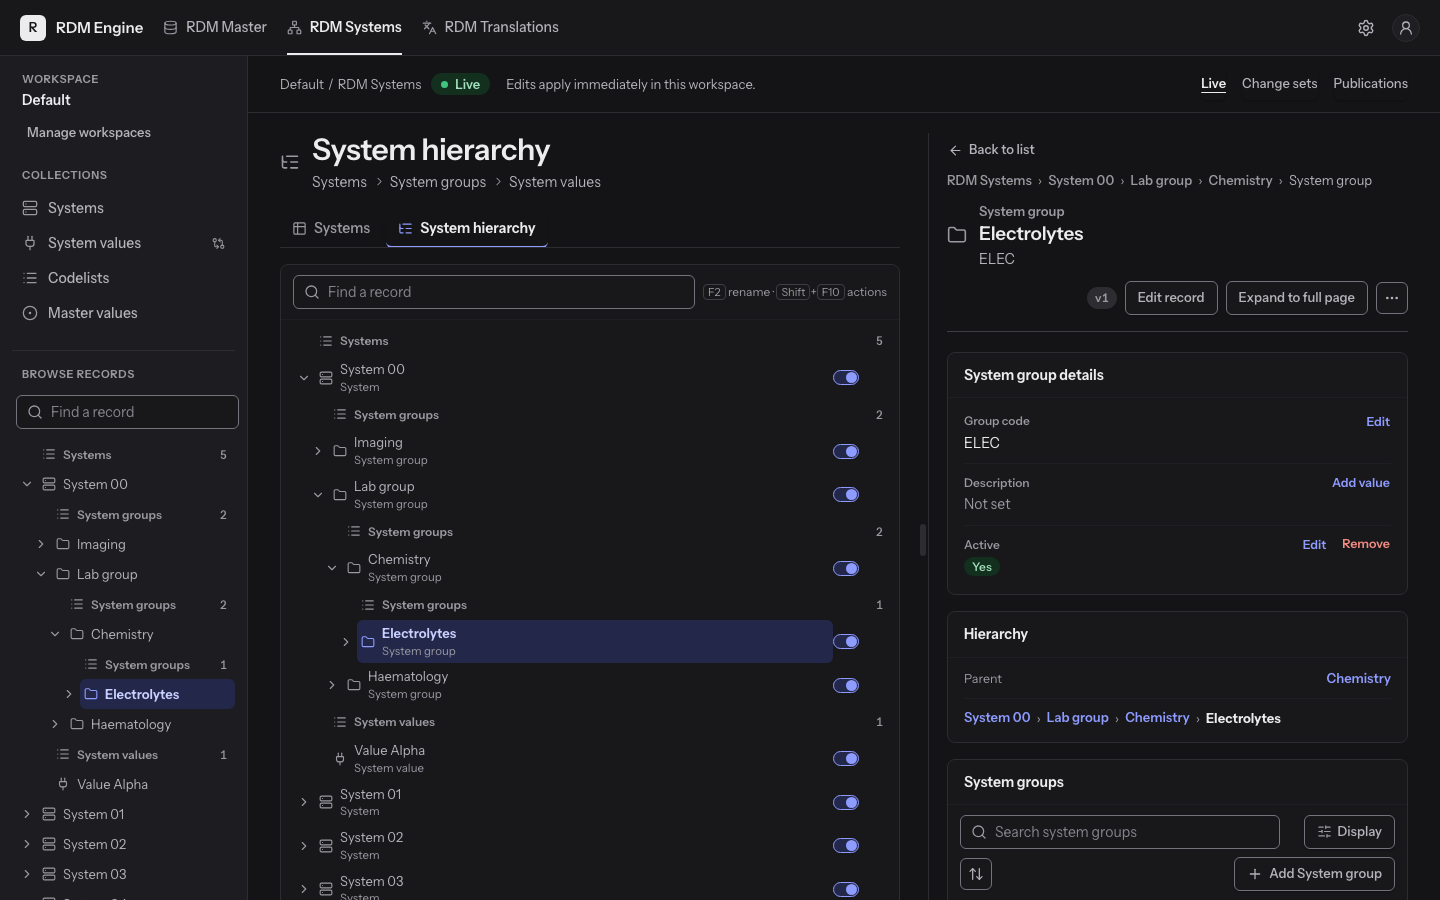 R RDM Engine RDM Master RDM Systems RDM Translations
WORKSPACE
Default
Manage workspaces
COLLECTIONS
Systems
System values
Codelists
Master values
BROWSE RECORDS
Find a record
Systems 5
System 00
System groups 2
Imaging
Lab group
System groups 2
Chemistry
System groups 1
Electrolytes
Haematology
System values 1
Value Alpha
System 01
System 02
System 03
Default / RDM Systems Live Edits apply immediately in this workspace.
Live Change sets Publications
System hierarchy
Systems > System groups > System values
Systems System hierarchy
Find a record F2 rename · Shift + F10 actions
Systems 5
System 00
System
System groups 2
Imaging
System group
Lab group
System group
System groups 2
Chemistry
System group
System groups 1
Electrolytes
System group
Haematology
System group
System values 1
Value Alpha
System value
System 01
System
System 02
System
System 03
System
Back to list
RDM Systems › System 00 › Lab group › Chemistry › System group
System group
Electrolytes
ELEC
v1 Edit record Expand to full page ...
System group details
Group code Edit
ELEC
Description Add value
Not set
Active Edit Remove
Yes
Hierarchy
Parent Chemistry
System 00 › Lab group › Chemistry › Electrolytes
System groups
Search system groups Display
Add System group